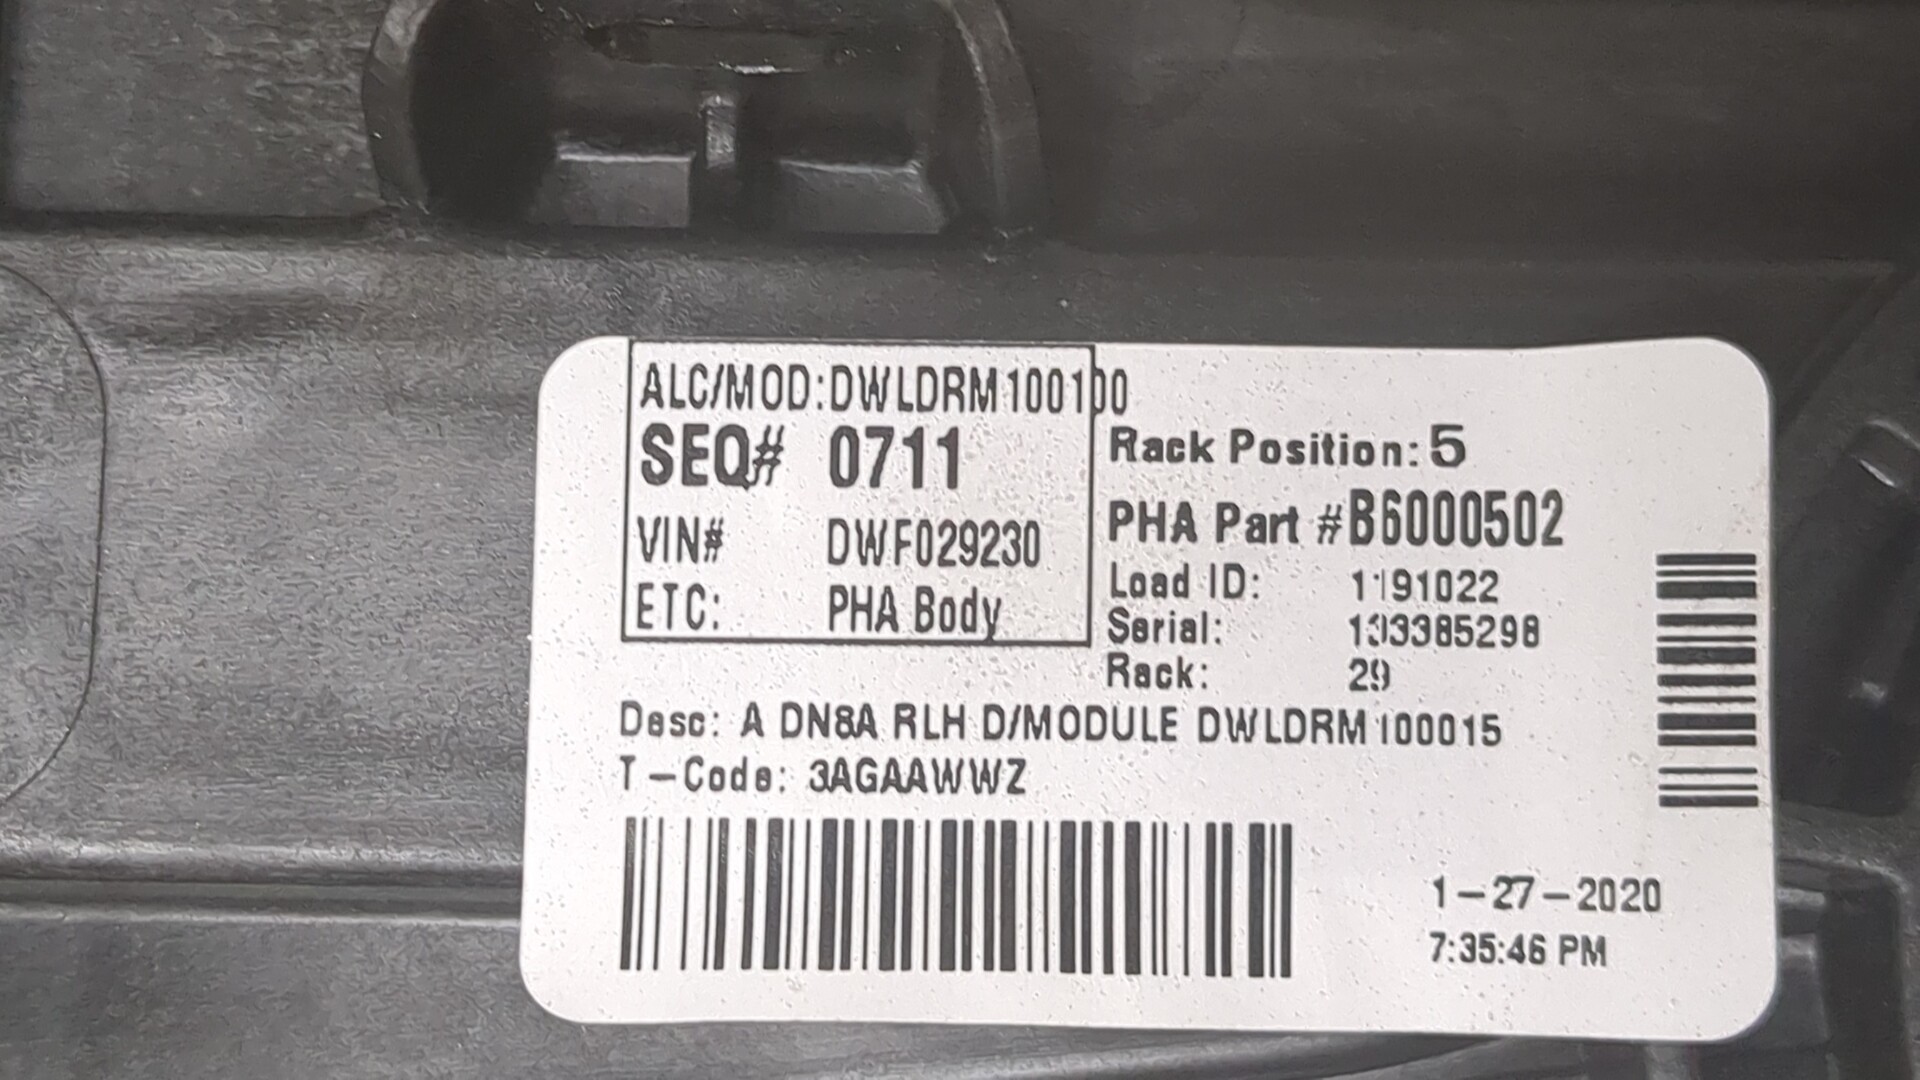 ALC/MOD:DWLDRM100100
SEQ# 0711
VIN# DWF029230
ETC: PHA Body
Rack Position: 5
PHA Part #B6000502
Load ID: 1191022
Serial: 103385298
Rack: 29
Desc: A DN8A RLH D/MODULE DWLDRM100015
T-Code: 3AGAAWWZ
1-27-2020
7:35:46 PM